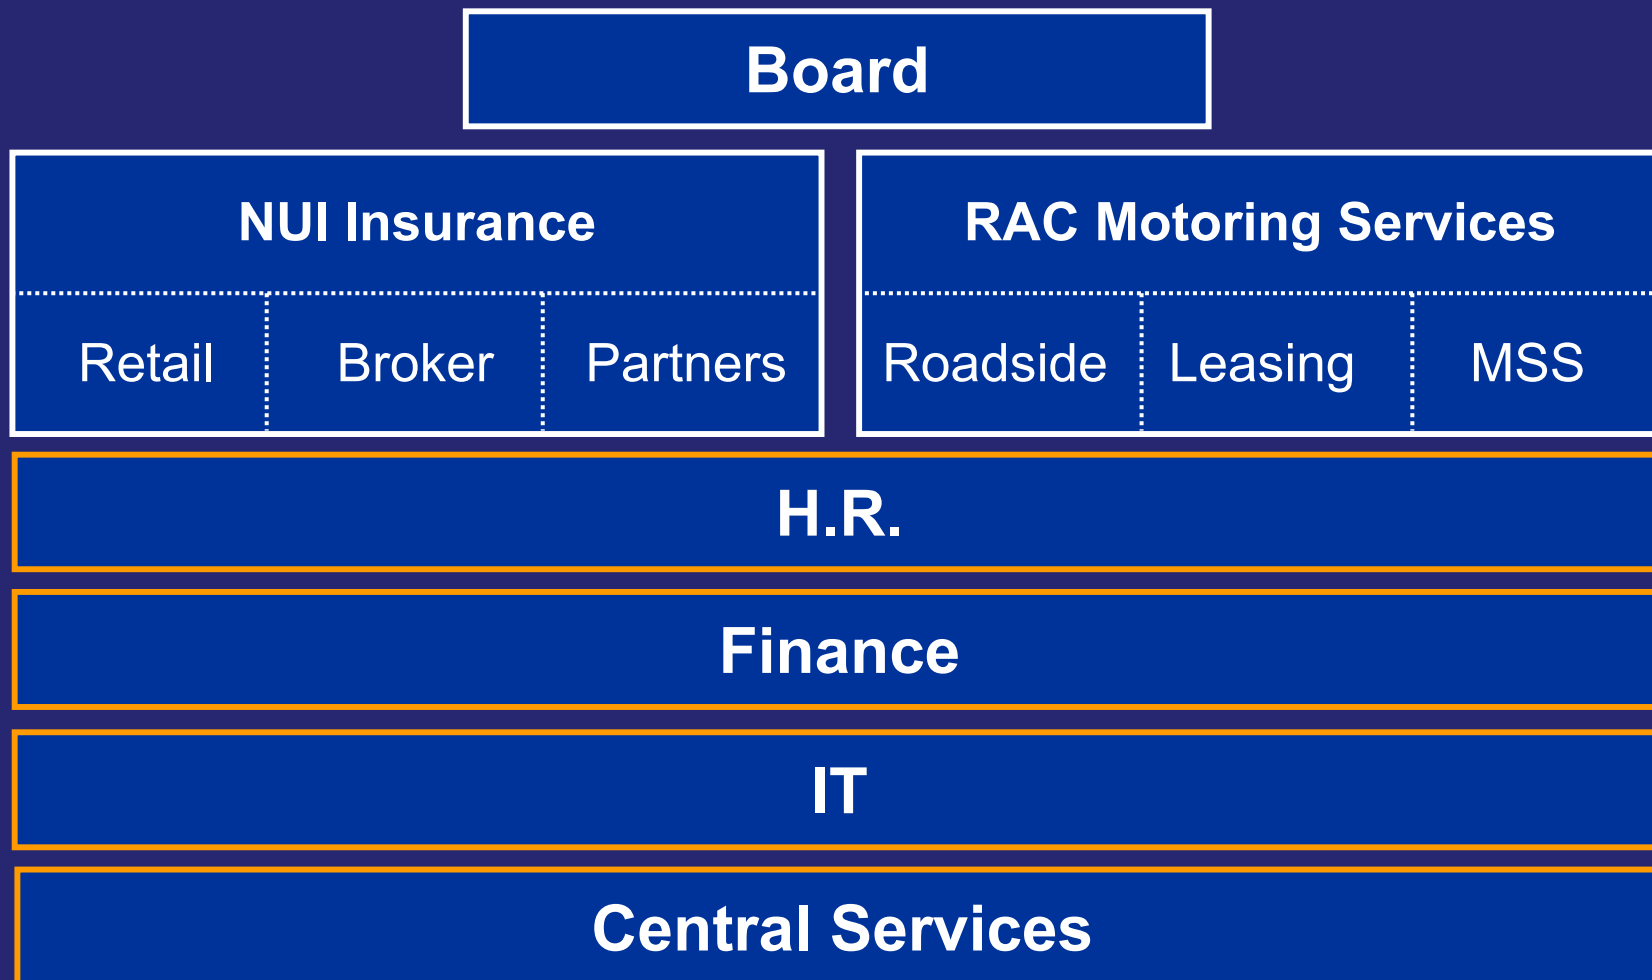 Board
NUI Insurance
RAC Motoring Services
Retail
Broker
Partners
Roadside
Leasing
MSS
H.R.
Finance
IT
Central Services